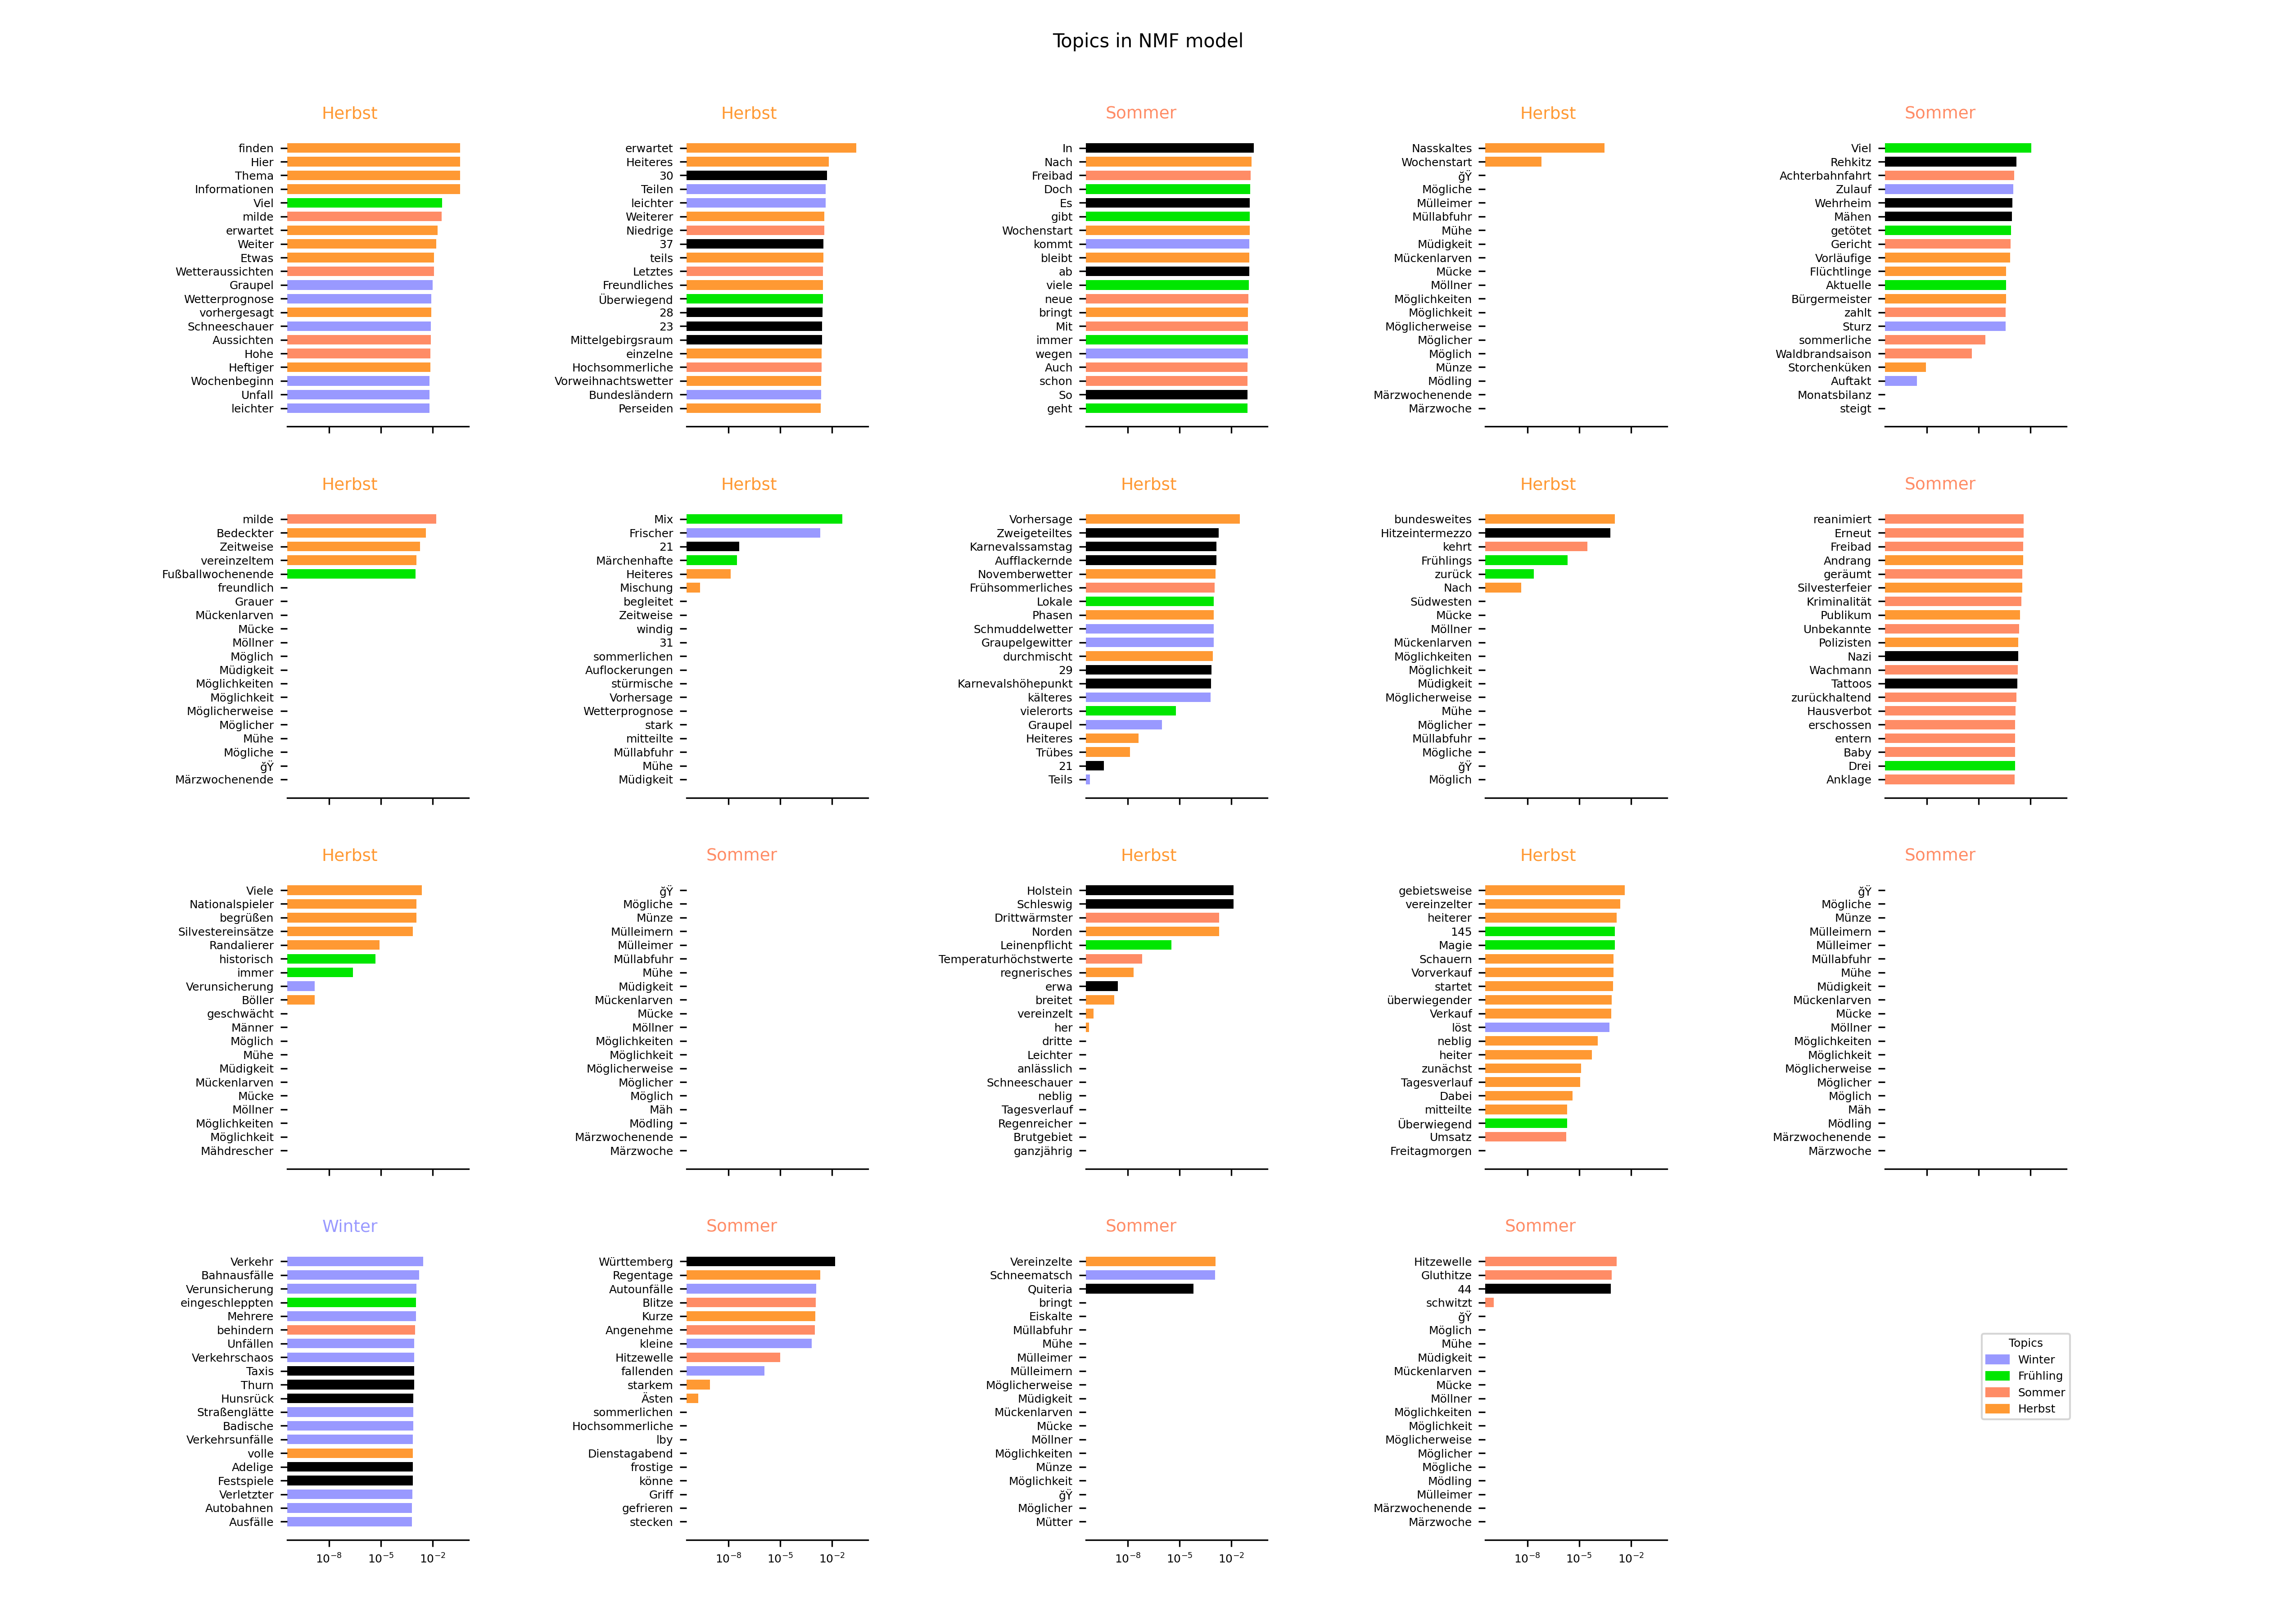 Topics in NMF model
Herbst
finden
Hier
Thema
Informationen
Viel
milde
erwartet
Weiter
Etwas
Wetteraussichten
Graupel
Wetterprognose
vorhergesagt
Schneeschauer
Aussichten
Hohe
Heftiger
Wochenbeginn
Unfall
leichter
Herbst
erwartet
Heiteres
30
Teilen
leichter
Weiterer
Niedrige
37
teils
Letztes
Freundliches
Überwiegend
28
23
Mittelgebirgsraum
einzelne
Hochsommerliche
Vorweihnachtswetter
Bundesländern
Perseiden
Sommer
In
Nach
Freibad
Doch
Es
gibt
Wochenstart
kommt
bleibt
ab
viele
neue
bringt
Mit
immer
wegen
Auch
schon
So
geht
Herbst
Nasskaltes
Wochenstart
ğŸ
Mögliche
Mülleimer
Müllabfuhr
Mühe
Müdigkeit
Mückenlarven
Mücke
Möllner
Möglichkeiten
Möglichkeit
Möglicherweise
Möglicher
Möglich
Münze
Mödling
Märzwochenende
Märzwoche
Sommer
Viel
Rehkitz
Achterbahnfahrt
Zulauf
Wehrheim
Mähen
getötet
Gericht
Vorläufige
Flüchtlinge
Aktuelle
Bürgermeister
zahlt
Sturz
sommerliche
Waldbrandsaison
Storchenküken
Auftakt
Monatsbilanz
steigt
Herbst
milde
Bedeckter
Zeitweise
vereinzeltem
Fußballwochenende
freundlich
Grauer
Mückenlarven
Mücke
Möllner
Möglich
Müdigkeit
Möglichkeiten
Möglichkeit
Möglicherweise
Möglicher
Mühe
Mögliche
ğŸ
Märzwochenende
Herbst
Mix
Frischer
21
Märchenhafte
Heiteres
Mischung
begleitet
Zeitweise
windig
31
sommerlichen
Auflockerungen
stürmische
Vorhersage
Wetterprognose
stark
mitteilte
Müllabfuhr
Mühe
Müdigkeit
Herbst
Vorhersage
Zweigeteiltes
Karnevalssamstag
Aufflackernde
Novemberwetter
Frühsommerliches
Lokale
Phasen
Schmuddelwetter
Graupelgewitter
durchmischt
29
Karnevalshöhepunkt
kälteres
vielerorts
Graupel
Heiteres
Trübes
21
Teils
Herbst
bundesweites
Hitzeintermezzo
kehrt
Frühlings
zurück
Nach
Südwesten
Mücke
Möllner
Mückenlarven
Möglichkeiten
Möglichkeit
Müdigkeit
Möglicherweise
Mühe
Möglicher
Müllabfuhr
Mögliche
ğŸ
Möglich
Sommer
reanimiert
Erneut
Freibad
Andrang
geräumt
Silvesterfeier
Kriminalität
Publikum
Unbekannte
Polizisten
Nazi
Wachmann
Tattoos
zurückhaltend
Hausverbot
erschossen
entern
Baby
Drei
Anklage
Herbst
Viele
Nationalspieler
begrüßen
Silvestereinsätze
Randalierer
historisch
immer
Verunsicherung
Böller
geschwächt
Männer
Möglich
Mühe
Müdigkeit
Mückenlarven
Mücke
Möllner
Möglichkeiten
Möglichkeit
Mähdrescher
Sommer
ğŸ
Mögliche
Münze
Mülleimern
Mülleimer
Müllabfuhr
Mühe
Müdigkeit
Mückenlarven
Mücke
Möllner
Möglichkeiten
Möglichkeit
Möglicherweise
Möglicher
Möglich
Mäh
Mödling
Märzwochenende
Märzwoche
Herbst
Holstein
Schleswig
Drittwärmster
Norden
Leinenpflicht
Temperaturhöchstwerte
regnerisches
erwa
breitet
vereinzelt
her
dritte
Leichter
anlässlich
Schneeschauer
neblig
Tagesverlauf
Regenreicher
Brutgebiet
ganzjährig
Herbst
gebietsweise
vereinzelter
heiterer
145
Magie
Schauern
Vorverkauf
startet
überwiegender
Verkauf
löst
neblig
heiter
zunächst
Tagesverlauf
Dabei
mitteilte
Überwiegend
Umsatz
Freitagmorgen
Sommer
ğŸ
Mögliche
Münze
Mülleimern
Mülleimer
Müllabfuhr
Mühe
Müdigkeit
Mückenlarven
Mücke
Möllner
Möglichkeiten
Möglichkeit
Möglicherweise
Möglicher
Möglich
Mäh
Mödling
Märzwochenende
Märzwoche
Winter
Verkehr
Bahnausfälle
Verunsicherung
eingeschleppten
Mehrere
behindern
Unfällen
Verkehrschaos
Taxis
Thurn
Hunsrück
Straßenglätte
Badische
Verkehrsunfälle
volle
Adelige
Festspiele
Verletzter
Autobahnen
Ausfälle
10⁻⁸ 10⁻⁵ 10⁻²
Sommer
Württemberg
Regentage
Autounfälle
Blitze
Kurze
Angenehme
kleine
Hitzewelle
fallenden
starkem
Ästen
sommerlichen
Hochsommerliche
lby
Dienstagabend
frostige
könne
Griff
gefrieren
stecken
10⁻⁸ 10⁻⁵ 10⁻²
Sommer
Vereinzelte
Schneematsch
Quiteria
bringt
Eiskalte
Müllabfuhr
Mühe
Mülleimer
Mülleimern
Möglicherweise
Müdigkeit
Mückenlarven
Mücke
Möllner
Möglichkeiten
Münze
Möglichkeit
ğŸ
Möglicher
Mütter
10⁻⁸ 10⁻⁵ 10⁻²
Sommer
Hitzewelle
Gluthitze
44
schwitzt
ğŸ
Möglich
Mühe
Müdigkeit
Mückenlarven
Mücke
Möllner
Möglichkeiten
Möglichkeit
Möglicherweise
Möglicher
Mögliche
Mödling
Mülleimer
Märzwochenende
Märzwoche
10⁻⁸ 10⁻⁵ 10⁻²
Topics
Winter
Frühling
Sommer
Herbst